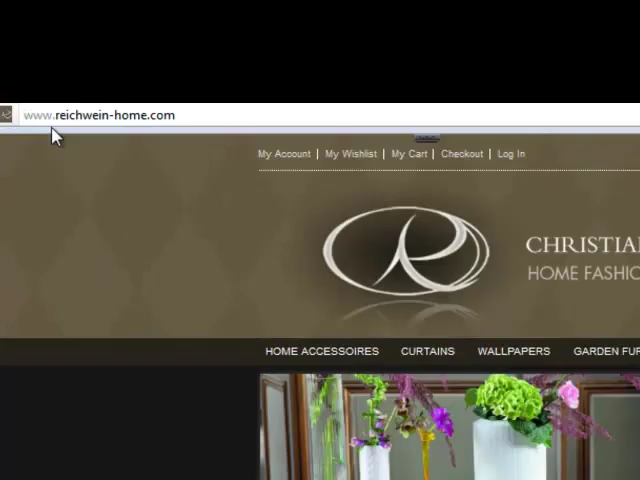 www.reichwein-home.com
My Account | My Wishlist | My Cart | Checkout | Log In
CHRISTIA
HOME FASHIO
HOME ACCESSOIRES CURTAINS WALLPAPERS GARDEN FUR